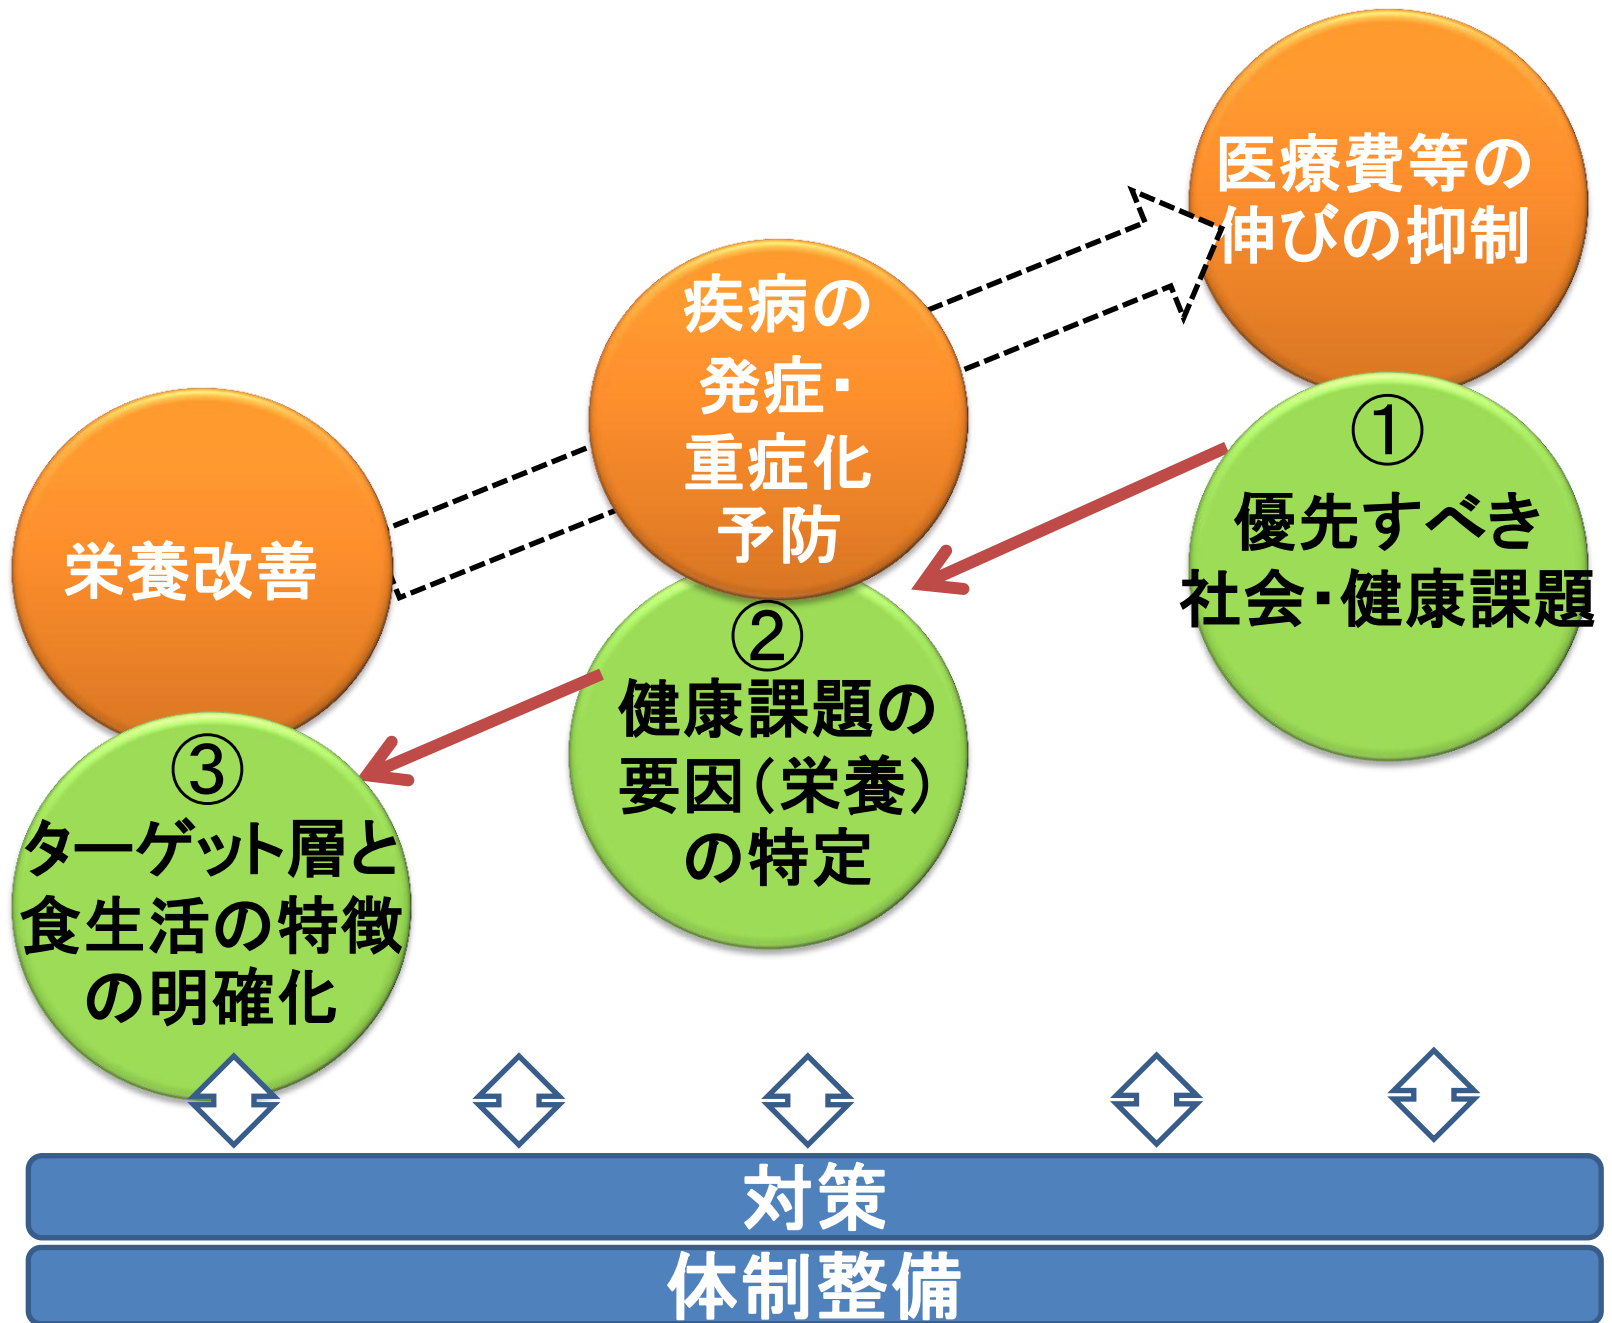 医療費等の
伸びの抑制
疾病の
発症・
重症化
予防
栄養改善
①
優先すべき
社会・健康課題
②
健康課題の
要因（栄養）
の特定
③
ターゲット層と
食生活の特徴
の明確化
対策
体制整備